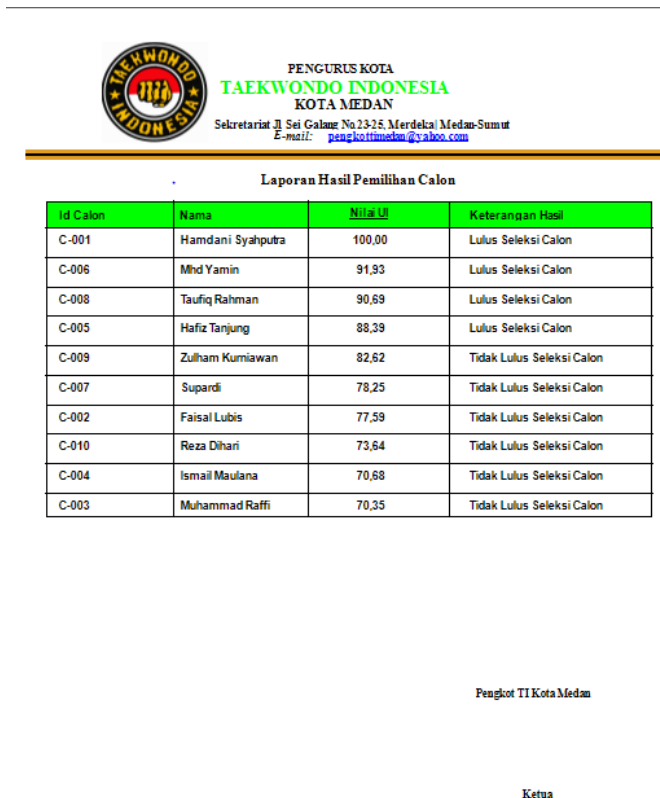 TAEKWONDO
INDONESIA
PENGURUS KOTA
TAEKWONDO INDONESIA
KOTA MEDAN
Sekretariat Jl Sei Galang No.23-25, Merdeka| Medan-Sumut
E-mail: pengkottimedan@yahoo.com
Laporan Hasil Pemilihan Calon
Id Calon Nama Nilai UI Keterangan Hasil
C-001 Hamdani Syahputra 100,00 Lulus Seleksi Calon
C-006 Mhd Yamin 91,93 Lulus Seleksi Calon
C-008 Taufiq Rahman 90,69 Lulus Seleksi Calon
C-005 Hafiz Tanjung 88,39 Lulus Seleksi Calon
C-009 Zulham Kurniawan 82,62 Tidak Lulus Seleksi Calon
C-007 Supardi 78,25 Tidak Lulus Seleksi Calon
C-002 Faisal Lubis 77,59 Tidak Lulus Seleksi Calon
C-010 Reza Dihari 73,64 Tidak Lulus Seleksi Calon
C-004 Ismail Maulana 70,68 Tidak Lulus Seleksi Calon
C-003 Muhammad Raffi 70,35 Tidak Lulus Seleksi Calon
Pengkot TI Kota Medan
Ketua